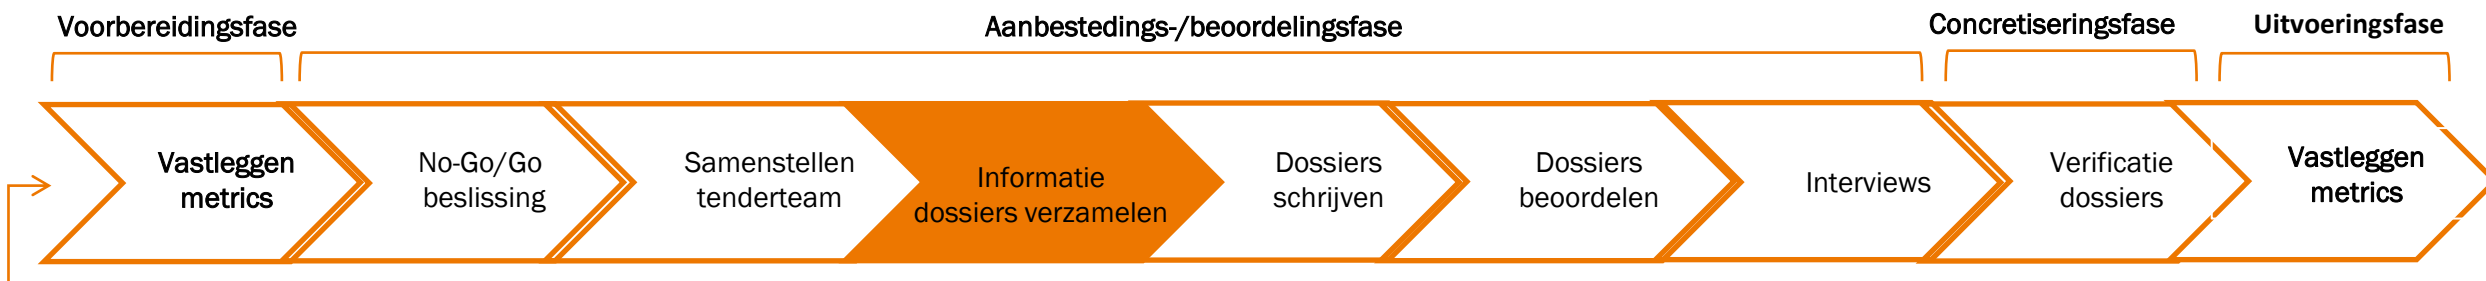 Voorbereidingsfase
Aanbestedings-/beoordelingsfase
Concretiseringsfase
Uitvoeringsfase
Vastleggen
metrics
No-Go/Go
beslissing
Samenstellen
tenderteam
Informatie
dossiers verzamelen
Dossiers
schrijven
Dossiers
beoordelen
Interviews
Verificatie
dossiers
Vastleggen
metrics